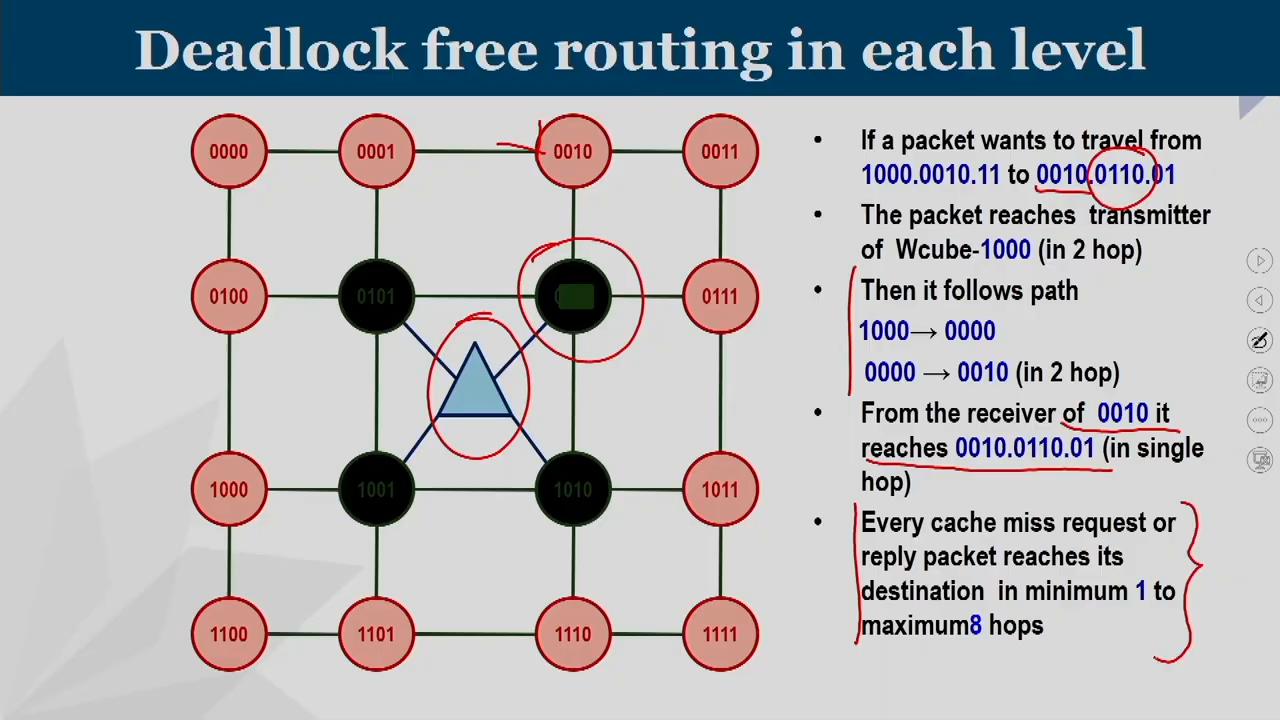 Deadlock free routing in each level
0000
0001
0010
0011
0100
0101
0111
1000
1001
1010
1011
1100
1101
1110
1111
• If a packet wants to travel from
1000.0010.11 to 0010.0110.01
• The packet reaches transmitter
of Wcube-1000 (in 2 hop)
• Then it follows path
1000→ 0000
0000 → 0010 (in 2 hop)
• From the receiver of 0010 it
reaches 0010.0110.01 (in single
hop)
• Every cache miss request or
reply packet reaches its
destination in minimum 1 to
maximum8 hops